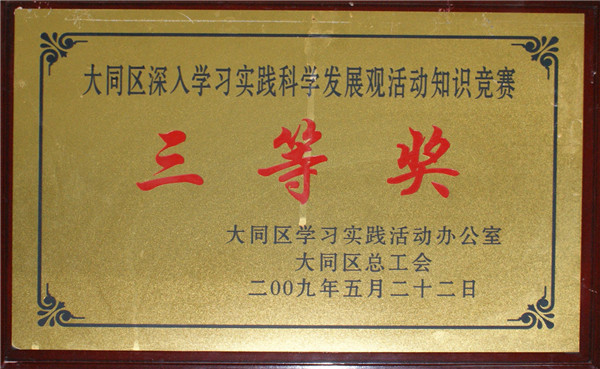 大同区深入学习实践科学发展观活动知识竞赛
三等奖
大同区学习实践活动办公室
大同区总工会
二00九年五月二十二日